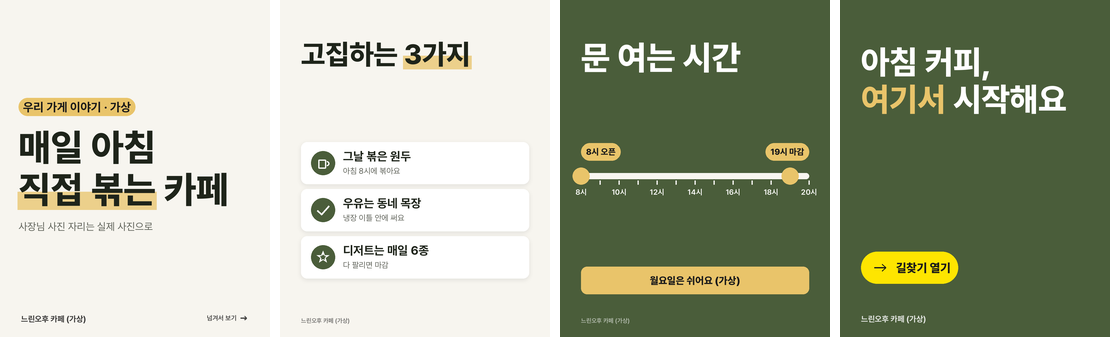 우리 가게 이야기 · 가상
매일 아침
직접 볶는 카페
사장님 사진 자리는 실제 사진으로
느린오후 카페 (가상)
넘겨서 보기 →
고집하는 3가지
그날 볶은 원두
아침 8시에 볶아요
우유는 동네 목장
냉장 이틀 안에 써요
디저트는 매일 6종
다 팔리면 마감
느린오후 카페 (가상)
문 여는 시간
8시 오픈
19시 마감
8시 10시 12시 14시 16시 18시 20시
월요일은 쉬어요 (가상)
느린오후 카페 (가상)
아침 커피,
여기서 시작해요
→ 길찾기 열기
느린오후 카페 (가상)